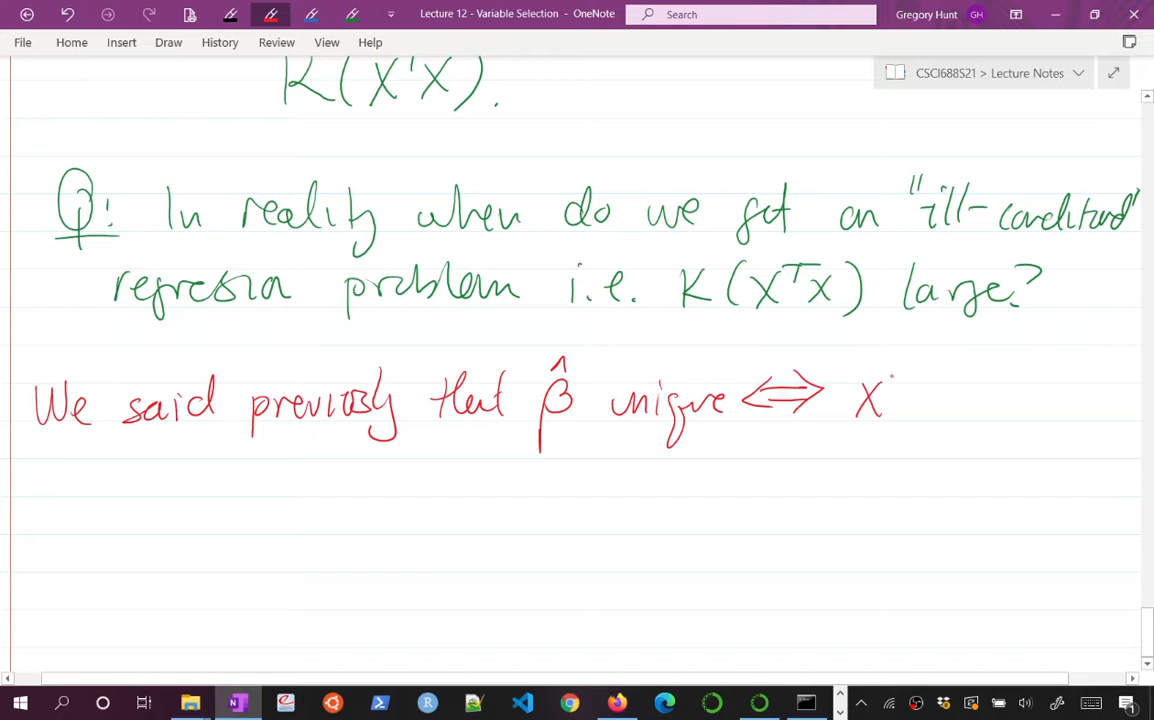 Lecture 12 - Variable Selection - OneNote
Search
Gregory Hunt GH
File Home Insert Draw History Review View Help
CSCI688S21 > Lecture Notes
K(XᵀX).
Q: In reality when do we get an "ill-conditioned"
regression problem i.e. K(XᵀX) large?
We said previously that β̂ unique ⟺ X